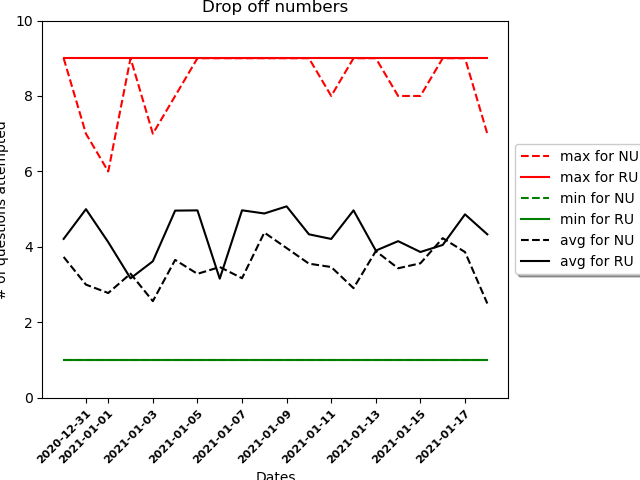 Drop off numbers
# of questions attempted
10
8
6
4
2
0
2020-12-31
2021-01-01
2021-01-03
2021-01-05
2021-01-07
2021-01-09
2021-01-11
2021-01-13
2021-01-15
2021-01-17
Dates
max for NU
max for RU
min for NU
min for RU
avg for NU
avg for RU